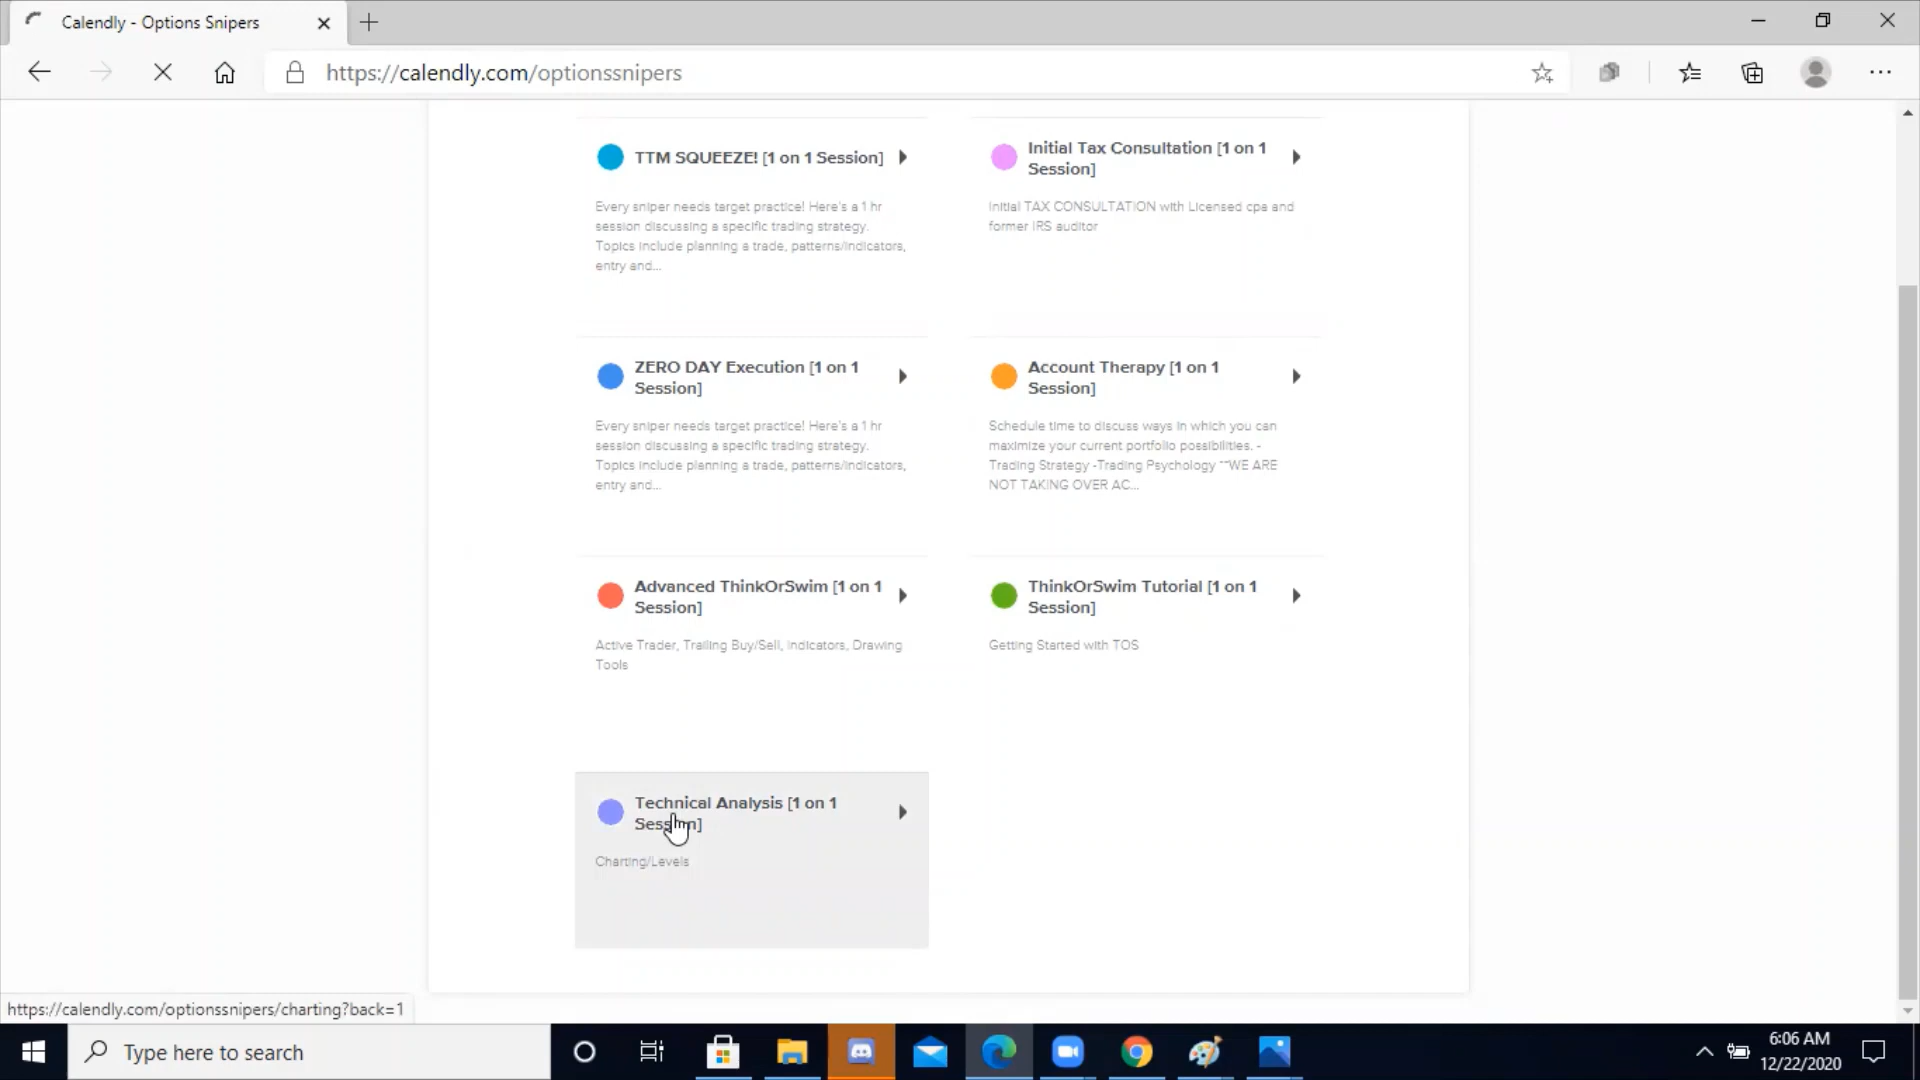 Calendly - Options Snipers
https://calendly.com/optionssnipers
TTM SQUEEZE! [1 on 1 Session]
Every sniper needs target practice! Here's a 1 hr
session discussing a specific trading strategy.
Topics include planning a trade, patterns/indicators,
entry and...
Initial Tax Consultation [1 on 1
Session]
Initial TAX CONSULTATION with Licensed cpa and
former IRS auditor
ZERO DAY Execution [1 on 1
Session]
Every sniper needs target practice! Here's a 1 hr
session discussing a specific trading strategy.
Topics include planning a trade, patterns/indicators,
entry and...
Account Therapy [1 on 1
Session]
Schedule time to discuss ways in which you can
maximize your current portfolio possibilities. -
Trading Strategy -Trading Psychology **WE ARE
NOT TAKING OVER AC...
Advanced ThinkOrSwim [1 on 1
Session]
Active Trader, Trailing Buy/Sell, Indicators, Drawing
Tools
ThinkOrSwim Tutorial [1 on 1
Session]
Getting Started with TOS
Technical Analysis [1 on 1
Session]
Charting/Levels
https://calendly.com/optionssnipers/charting?back=1
Type here to search
6:06 AM
12/22/2020